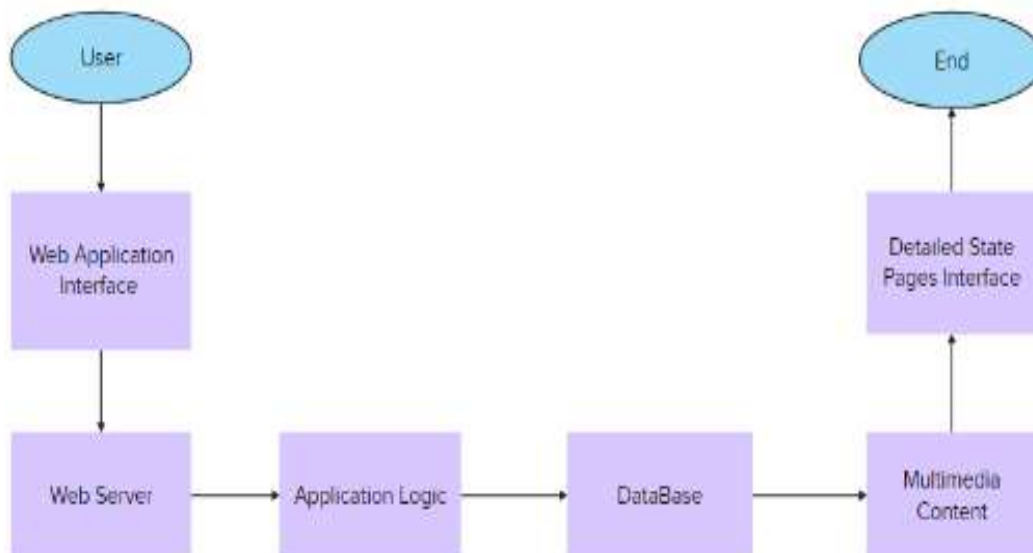 User
End
Web Application
Interface
Detailed State
Pages Interface
Web Server
Application Logic
DataBase
Multimedia
Content